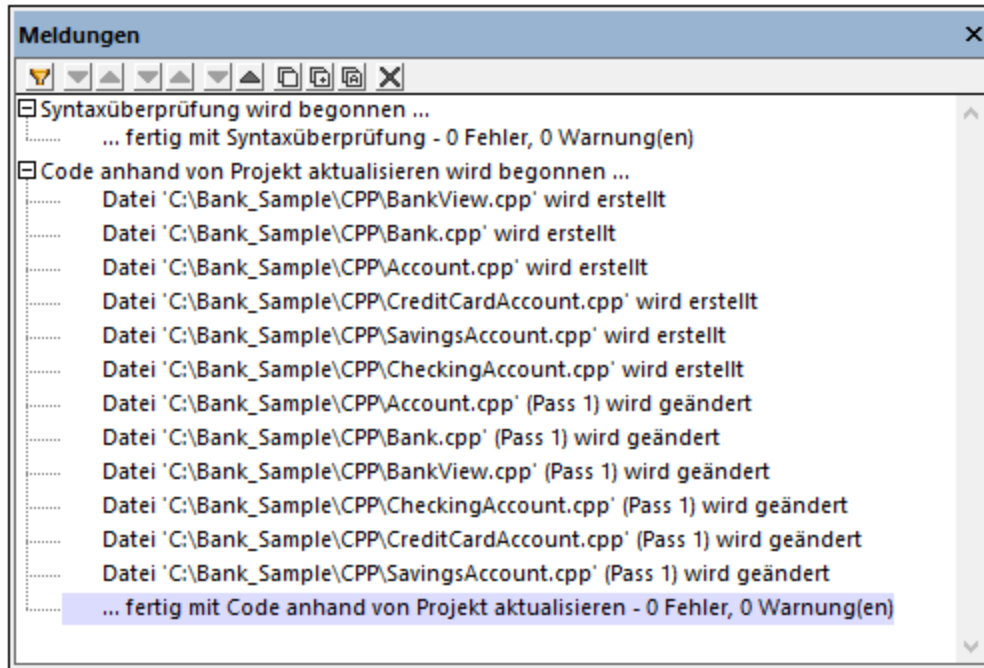 Meldungen
Syntaxüberprüfung wird begonnen ...
... fertig mit Syntaxüberprüfung - 0 Fehler, 0 Warnung(en)
Code anhand von Projekt aktualisieren wird begonnen ...
Datei 'C:\Bank_Sample\CPP\BankView.cpp' wird erstellt
Datei 'C:\Bank_Sample\CPP\Bank.cpp' wird erstellt
Datei 'C:\Bank_Sample\CPP\Account.cpp' wird erstellt
Datei 'C:\Bank_Sample\CPP\CreditCardAccount.cpp' wird erstellt
Datei 'C:\Bank_Sample\CPP\SavingsAccount.cpp' wird erstellt
Datei 'C:\Bank_Sample\CPP\CheckingAccount.cpp' wird erstellt
Datei 'C:\Bank_Sample\CPP\Account.cpp' (Pass 1) wird geändert
Datei 'C:\Bank_Sample\CPP\Bank.cpp' (Pass 1) wird geändert
Datei 'C:\Bank_Sample\CPP\BankView.cpp' (Pass 1) wird geändert
Datei 'C:\Bank_Sample\CPP\CheckingAccount.cpp' (Pass 1) wird geändert
Datei 'C:\Bank_Sample\CPP\CreditCardAccount.cpp' (Pass 1) wird geändert
Datei 'C:\Bank_Sample\CPP\SavingsAccount.cpp' (Pass 1) wird geändert
... fertig mit Code anhand von Projekt aktualisieren - 0 Fehler, 0 Warnung(en)